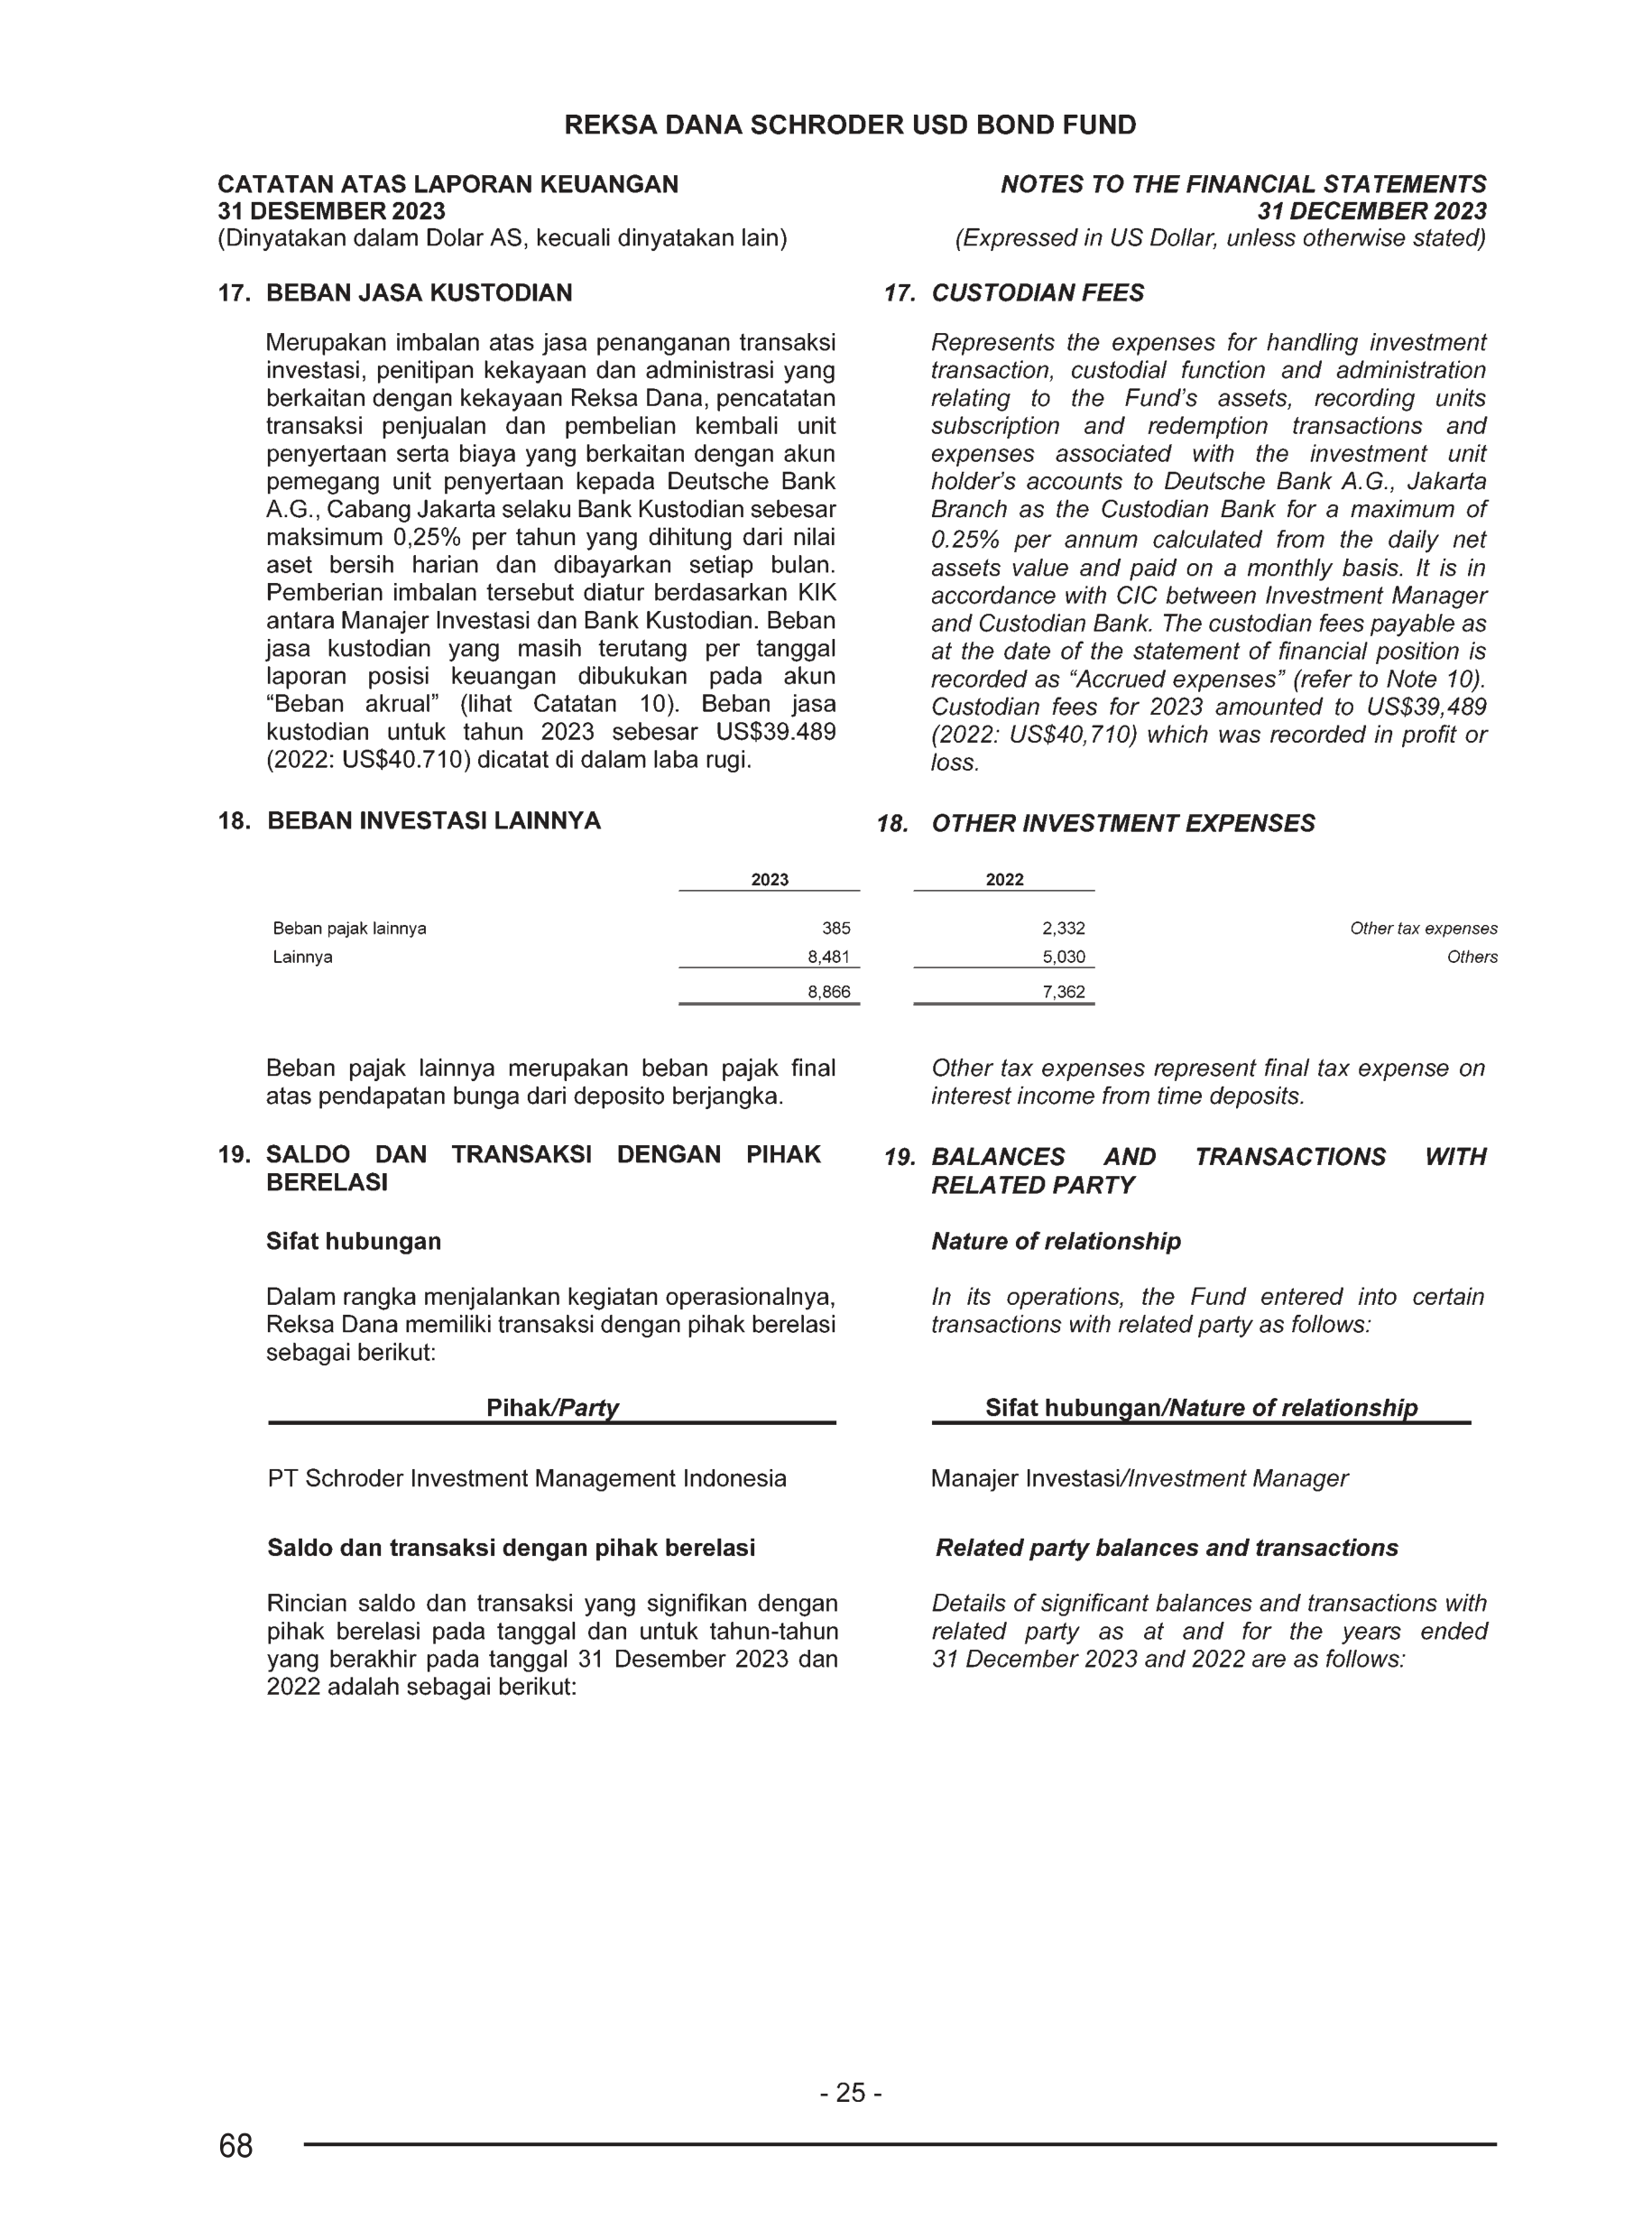 REKSA DANA SCHRODER USD BOND FUND
CATATAN ATAS LAPORAN KEUANGAN
31 DESEMBER 2023
(Dinyatakan dalam Dolar AS, kecuali dinyatakan lain)
NOTES TO THE FINANCIAL STATEMENTS
31 DECEMBER 2023
(Expressed in US Dollar, unless otherwise stated)
17. BEBAN JASA KUSTODIAN
Merupakan imbalan atas jasa penanganan transaksi
investasi, penitipan kekayaan dan administrasi yang
berkaitan dengan kekayaan Reksa Dana, pencatatan
transaksi penjualan dan pembelian kembali unit
penyertaan serta biaya yang berkaitan dengan akun
pemegang unit penyertaan kepada Deutsche Bank
A.G., Cabang Jakarta selaku Bank Kustodian sebesar
maksimum 0,25% per tahun yang dihitung dari nilai
aset bersih harian dan dibayarkan setiap bulan.
Pemberian imbalan tersebut diatur berdasarkan KIK
antara Manajer Investasi dan Bank Kustodian. Beban
jasa kustodian yang masih terutang per tanggal
laporan posisi keuangan dibukukan pada akun
“Beban akrual” (lihat Catatan 10). Beban jasa
kustodian untuk tahun 2023 sebesar US$39.489
(2022: US$40.710) dicatat di dalam laba rugi.
17. CUSTODIAN FEES
Represents the expenses for handling investment
transaction, custodial function and administration
relating to the Fund’s assets, recording units
subscription and redemption transactions and
expenses associated with the investment unit
holder’s accounts to Deutsche Bank A.G., Jakarta
Branch as the Custodian Bank for a maximum of
0.25% per annum calculated from the daily net
assets value and paid on a monthly basis. It is in
accordance with CIC between Investment Manager
and Custodian Bank. The custodian fees payable as
at the date of the statement of financial position is
recorded as “Accrued expenses” (refer to Note 10).
Custodian fees for 2023 amounted to US$39,489
(2022: US$40,710) which was recorded in profit or
loss.
18. BEBAN INVESTASI LAINNYA
18. OTHER INVESTMENT EXPENSES
2023 2022
Beban pajak lainnya 385 2,332 Other tax expenses
Lainnya 8,481 5,030 Others
8,866 7,362
Beban pajak lainnya merupakan beban pajak final
atas pendapatan bunga dari deposito berjangka.
Other tax expenses represent final tax expense on
interest income from time deposits.
19. SALDO DAN TRANSAKSI DENGAN PIHAK
BERELASI
19. BALANCES AND TRANSACTIONS WITH
RELATED PARTY
Sifat hubungan
Nature of relationship
Dalam rangka menjalankan kegiatan operasionalnya,
Reksa Dana memiliki transaksi dengan pihak berelasi
sebagai berikut:
In its operations, the Fund entered into certain
transactions with related party as follows:
Pihak/Party Sifat hubungan/Nature of relationship
PT Schroder Investment Management Indonesia Manajer Investasi/Investment Manager
Saldo dan transaksi dengan pihak berelasi
Related party balances and transactions
Rincian saldo dan transaksi yang signifikan dengan
pihak berelasi pada tanggal dan untuk tahun-tahun
yang berakhir pada tanggal 31 Desember 2023 dan
2022 adalah sebagai berikut:
Details of significant balances and transactions with
related party as at and for the years ended
31 December 2023 and 2022 are as follows:
- 25 -
68